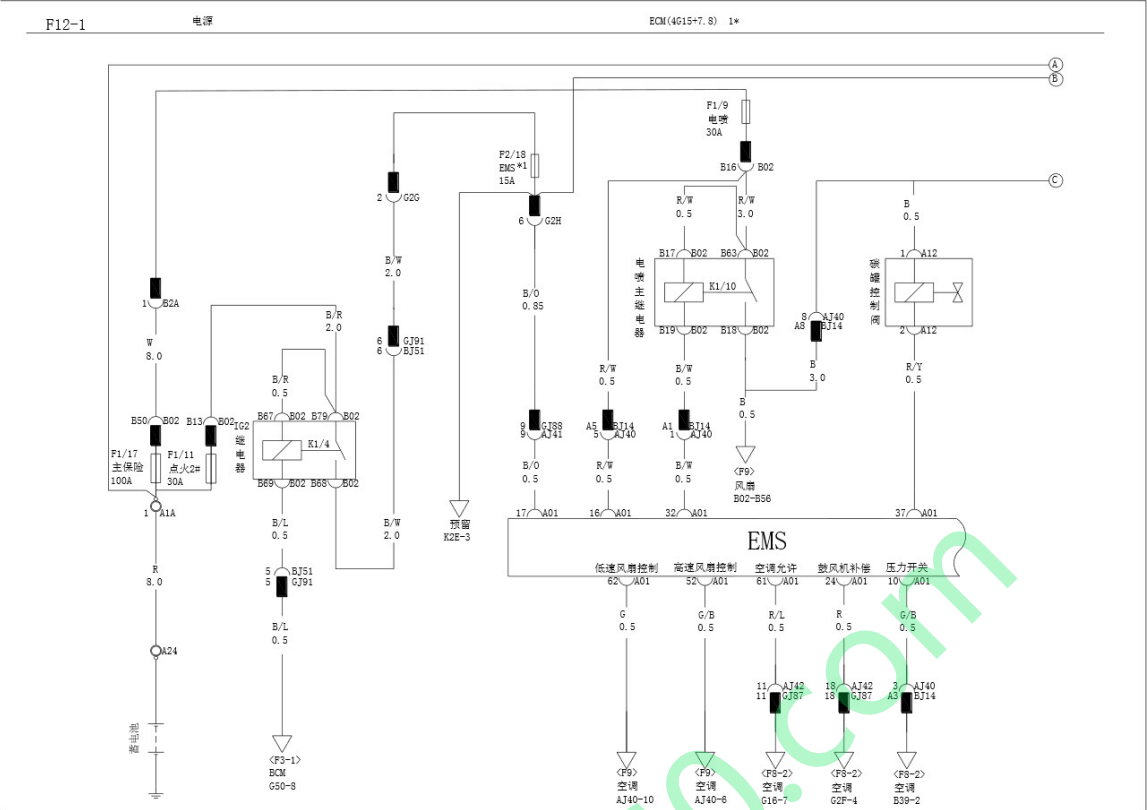 F12-1
电源
ECM(4G15+7.8) 1*
A
B
F1/9
电喷
30A
B16 B02
F2/18
EMS*1
15A
C
2 G2G
6 G2H
R/W
0.5
R/W
3.0
B
0.5
B17 B02 B63 B02
1 A12
电喷主继电器
K1/10
碳罐控制阀
B/W
2.0
B/O
0.85
1 B2A
B19 B02 B18 B02
2 A12
8 AJ40
A8 BJ14
B/R
2.0
W
8.0
6 GJ91
6 BJ51
R/W
0.5
B/W
0.5
B
3.0
R/Y
0.5
B/R
0.5
B
0.5
B50 B02 B13 B02
B67 B02 B79 B02
IG2继电器
K1/4
9 GJ88
9 AJ41
A5 BJ14
5 AJ40
A1 BJ14
1 AJ40
F1/17
主保险
100A
F1/11
点火2#
30A
B69 B02 B68 B02
B/O
0.5
R/W
0.5
B/W
0.5
<F9>
风扇
B02-B56
1 A1A
17 A01
16 A01
32 A01
37 A01
B/L
0.5
B/W
2.0
预留
K2E-3
EMS
R
8.0
5 BJ51
5 GJ91
低速风扇控制
高速风扇控制
空调允许
鼓风机补偿
压力开关
62 A01
52 A01
61 A01
24 A01
10 A01
B/L
0.5
G
0.5
G/B
0.5
R/L
0.5
R
0.5
G/B
0.5
A24
11 AJ42
11 GJ87
18 AJ42
18 GJ87
3 AJ40
A3 BJ14
蓄电池
<F3-1>
BCM
G50-8
<F9>
空调
AJ40-10
<F9>
空调
AJ40-6
<F8-2>
空调
G16-7
<F8-2>
空调
G2F-4
<F8-2>
空调
B39-2